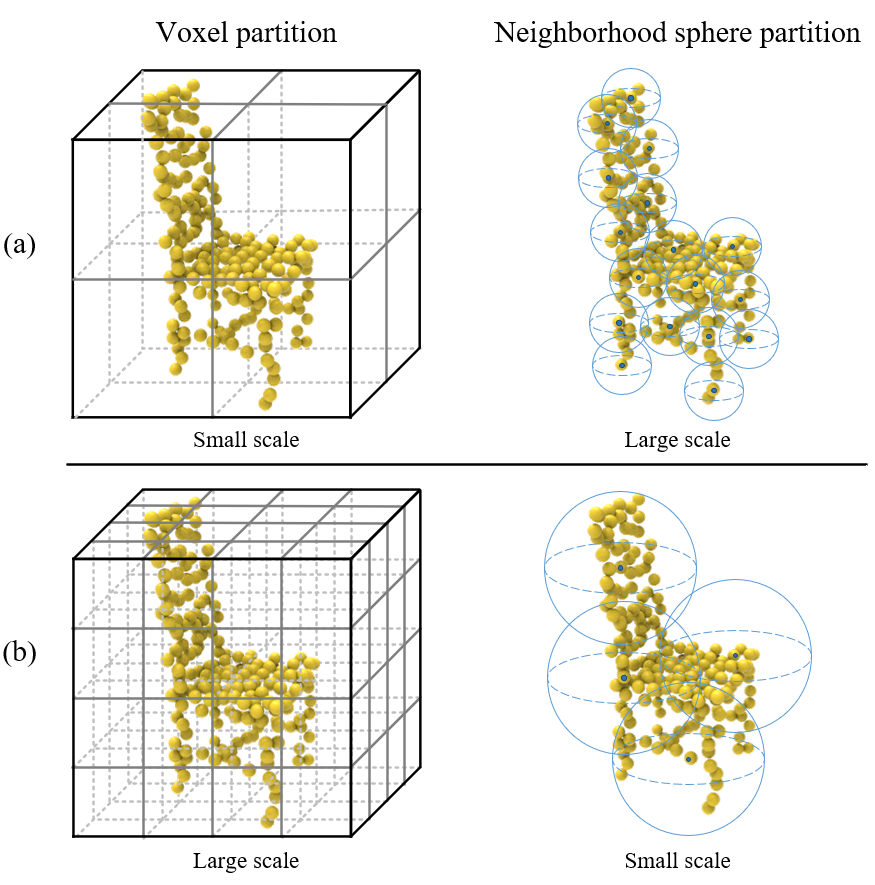 Voxel partition
Neighborhood sphere partition
(a)
Small scale
Large scale
(b)
Large scale
Small scale